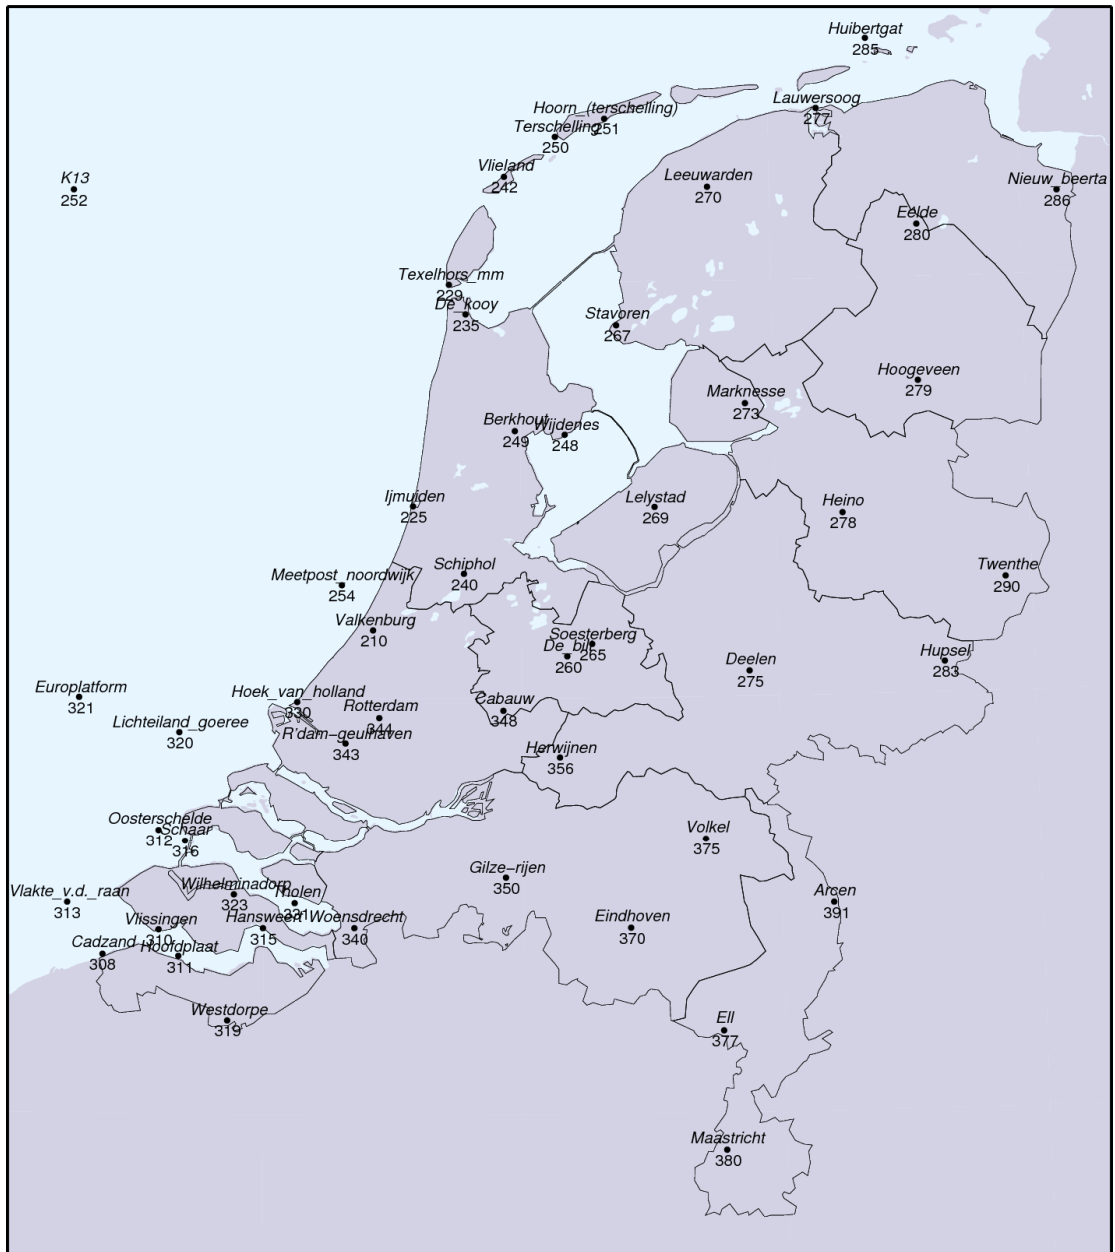 Huibertgat
285
Lauwersoog
277
Hoorn_(terschelling)
251
Terschelling
250
Vlieland
242
K13
252
Leeuwarden
270
Nieuw_beerta
286
Eelde
280
Texelhors_mm
229
De_kooy
235
Stavoren
267
Hoogeveen
279
Marknesse
273
Berkhout
249
Wijdenes
248
Ijmuiden
225
Lelystad
269
Heino
278
Schiphol
240
Twenthe
290
Meetpost_noordwijk
254
Valkenburg
210
Soesterberg
265
De_bilt
260
Hupsel
283
Deelen
275
Europlatform
321
Hoek_van_holland
330
Cabauw
348
Rotterdam
344
Lichteiland_goeree
320
R'dam−geulhaven
343
Herwijnen
356
Oosterschelde
312
Schaar
316
Volkel
375
Gilze−rijen
350
Vlakte_v.d._raan
313
Wilhelminadorp
323
Tholen
331
Arcen
391
Vlissingen
310
Hansweert
315
Woensdrecht
340
Eindhoven
370
Cadzand
308
Hoofdplaat
311
Westdorpe
319
Ell
377
Maastricht
380